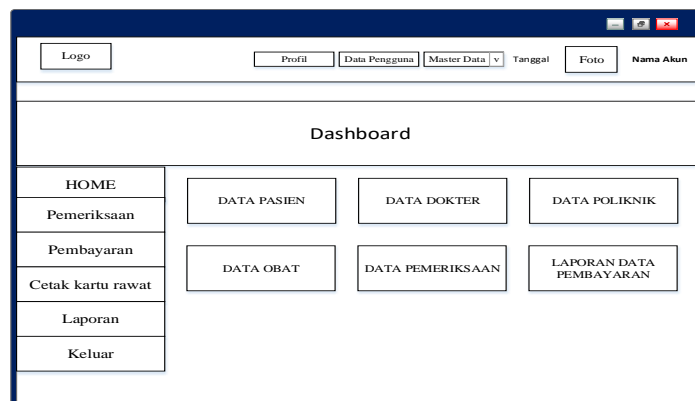 Logo
Profil
Data Pengguna
Master Data v
Tanggal
Foto
Nama Akun
Dashboard
HOME
Pemeriksaan
Pembayaran
Cetak kartu rawat
Laporan
Keluar
DATA PASIEN
DATA DOKTER
DATA POLIKNIK
DATA OBAT
DATA PEMERIKSAAN
LAPORAN DATA
PEMBAYARAN